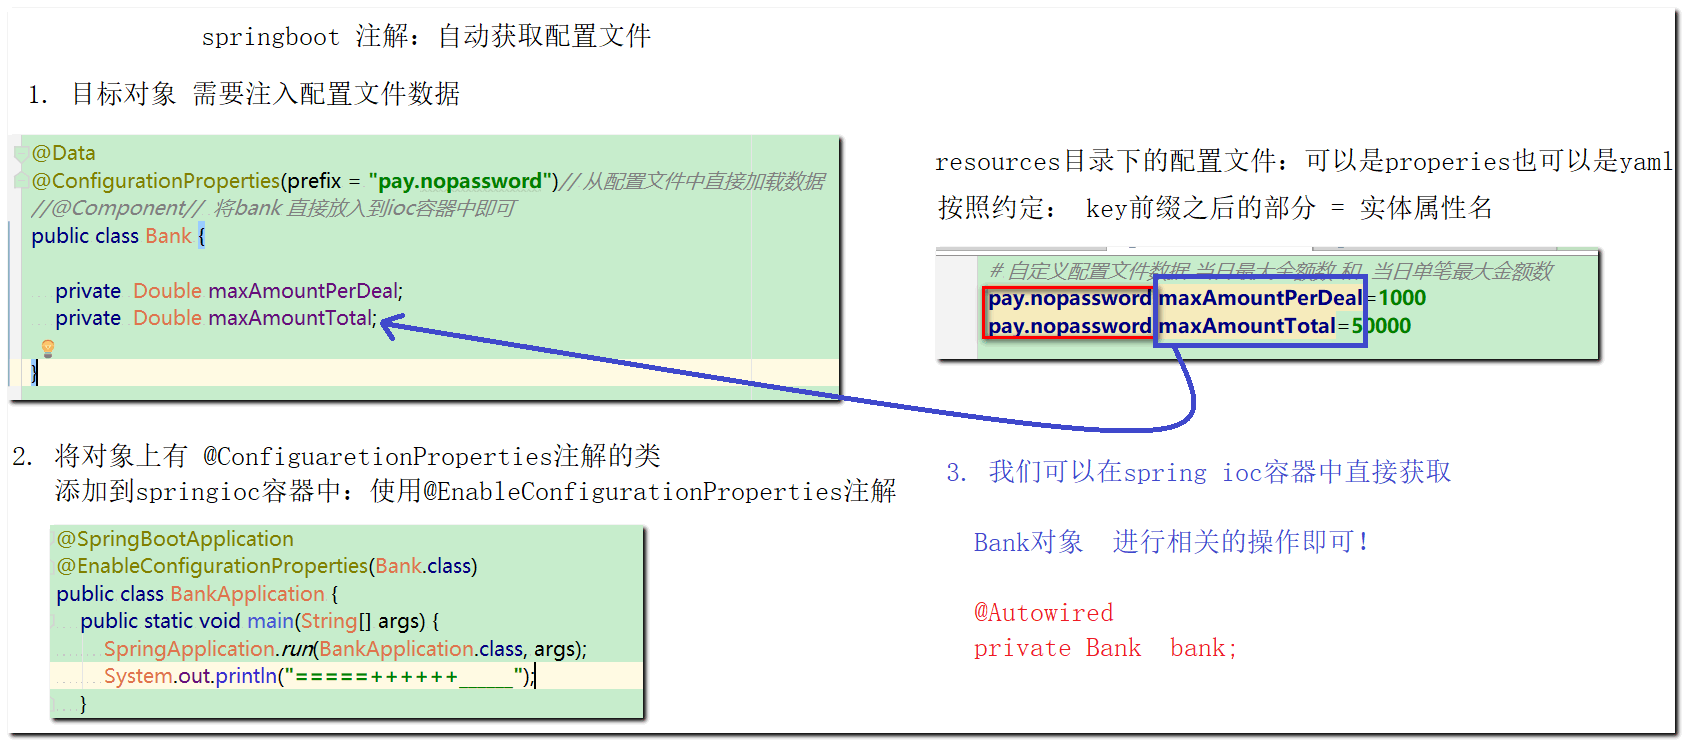 springboot 注解：自动获取配置文件
1. 目标对象 需要注入配置文件数据
@Data
@ConfigurationProperties(prefix = "pay.nopassword")// 从配置文件中直接加载数据
//@Component// 将bank 直接放入到ioc容器中即可
public class Bank {
private Double maxAmountPerDeal;
private Double maxAmountTotal;
}
resources目录下的配置文件：可以是properies也可以是yaml
按照约定： key前缀之后的部分 = 实体属性名
# 自定义配置文件数据 当日最大金额数 和 当日单笔最大金额数
pay.nopassword.maxAmountPerDeal=1000
pay.nopassword.maxAmountTotal=50000
2. 将对象上有 @ConfiguaretionProperties注解的类
添加到springioc容器中：使用@EnableConfigurationProperties注解
@SpringBootApplication
@EnableConfigurationProperties(Bank.class)
public class BankApplication {
public static void main(String[] args) {
SpringApplication.run(BankApplication.class, args);
System.out.println("=====++++++______");
}
3. 我们可以在spring ioc容器中直接获取
Bank对象 进行相关的操作即可！
@Autowired
private Bank bank;